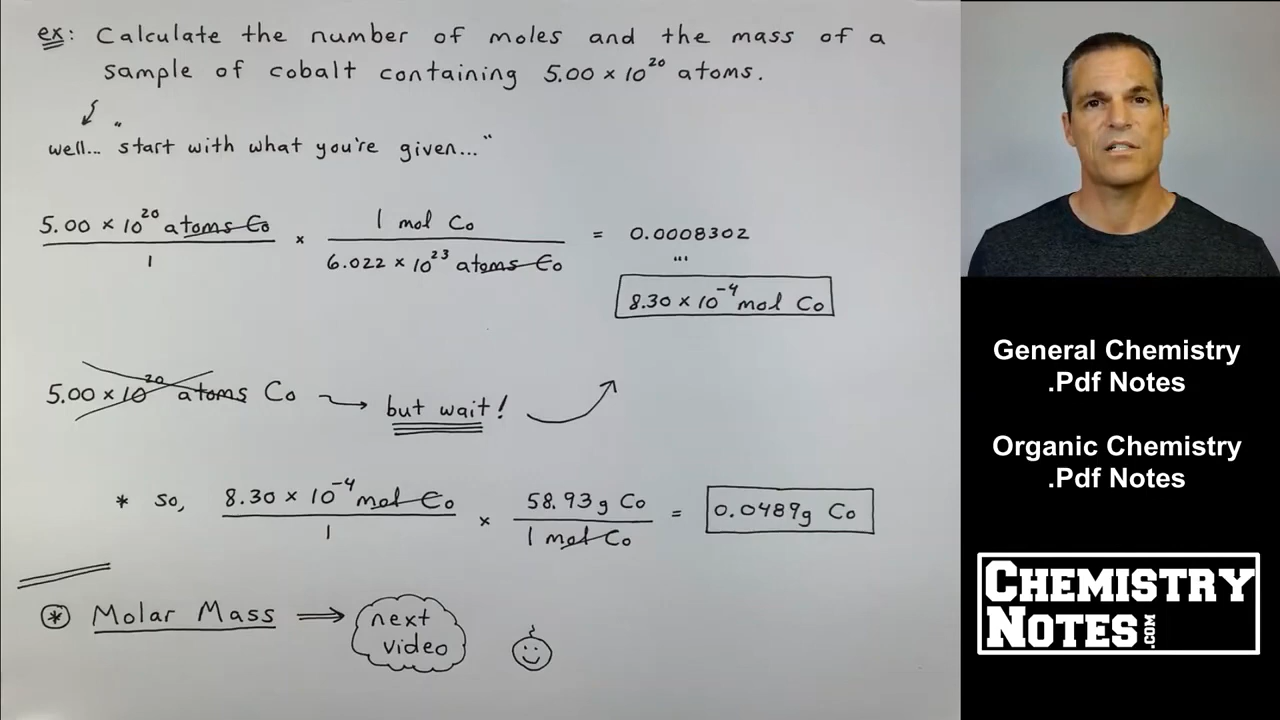 ex: Calculate the number of moles and the mass of a
sample of cobalt containing 5.00 × 10²⁰ atoms.
well... "start with what you're given..."
5.00 × 10²⁰ atoms Co
1
×
1 mol Co
6.022 × 10²³ atoms Co
= 0.0008302
...
8.30 × 10⁻⁴ mol Co
5.00 × 10²⁰ atoms Co → but wait!
* so,
8.30 × 10⁻⁴ mol Co
1
×
58.93 g Co
1 mol Co
= 0.0489g Co
* Molar Mass ⟹ next
video
General Chemistry
.Pdf Notes
Organic Chemistry
.Pdf Notes
CHEMISTRY
NOTES.COM